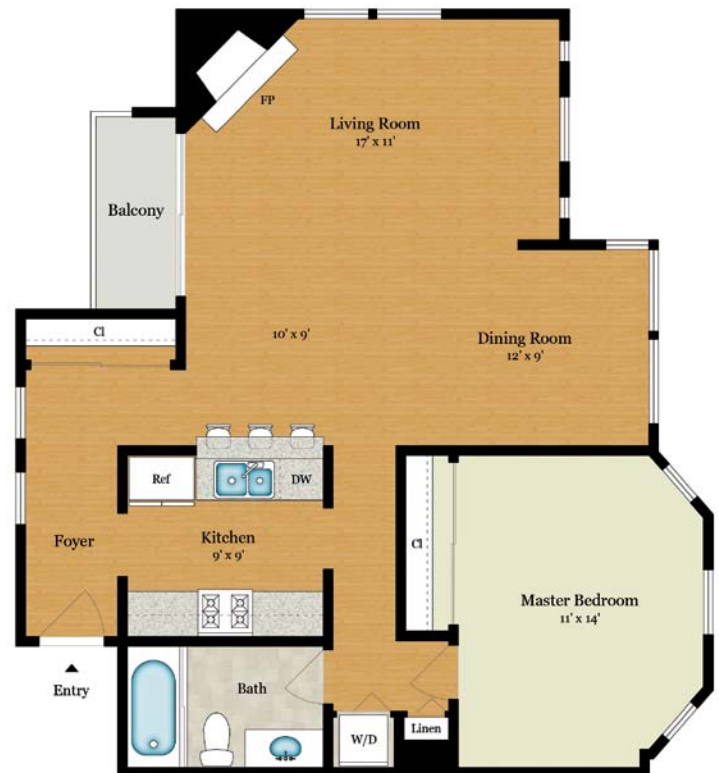 FP
Living Room
17' x 11'
Balcony
Cl
10' x 9'
Dining Room
12' x 9'
Ref
DW
Foyer
Kitchen
9' x 9'
Cl
Master Bedroom
11' x 14'
Entry
Bath
W/D
Linen